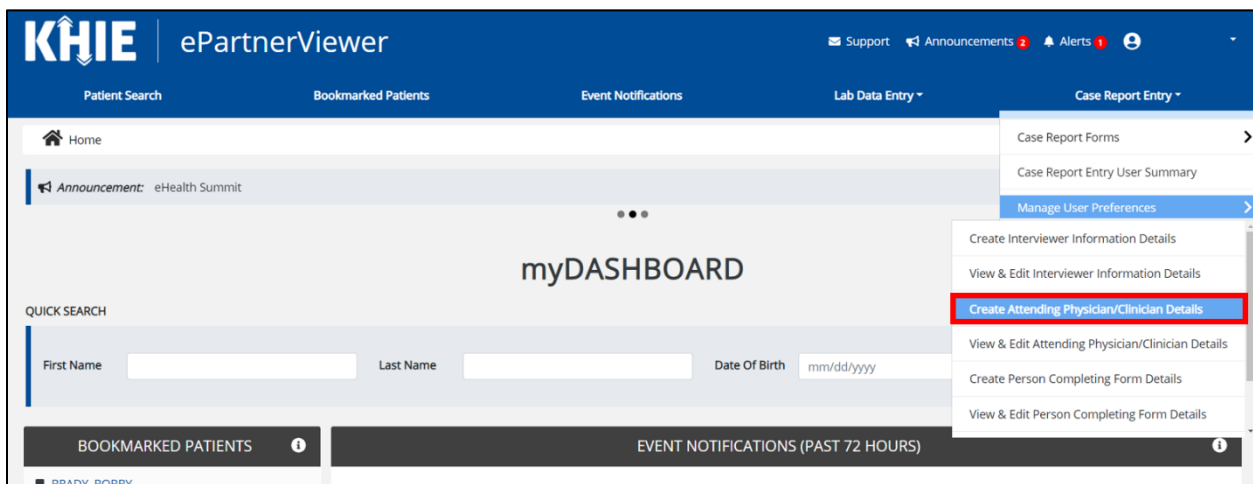 KHIE ePartnerViewer
Support Announcements 2 Alerts 1
Patient Search Bookmarked Patients Event Notifications Lab Data Entry Case Report Entry
Home
Case Report Forms
Announcement: eHealth Summit
Case Report Entry User Summary
Manage User Preferences
Create Interviewer Information Details
myDASHBOARD
View & Edit Interviewer Information Details
QUICK SEARCH
Create Attending Physician/Clinician Details
View & Edit Attending Physician/Clinician Details
First Name Last Name Date Of Birth mm/dd/yyyy
Create Person Completing Form Details
View & Edit Person Completing Form Details
BOOKMARKED PATIENTS EVENT NOTIFICATIONS (PAST 72 HOURS)
BRADY, BOBBY